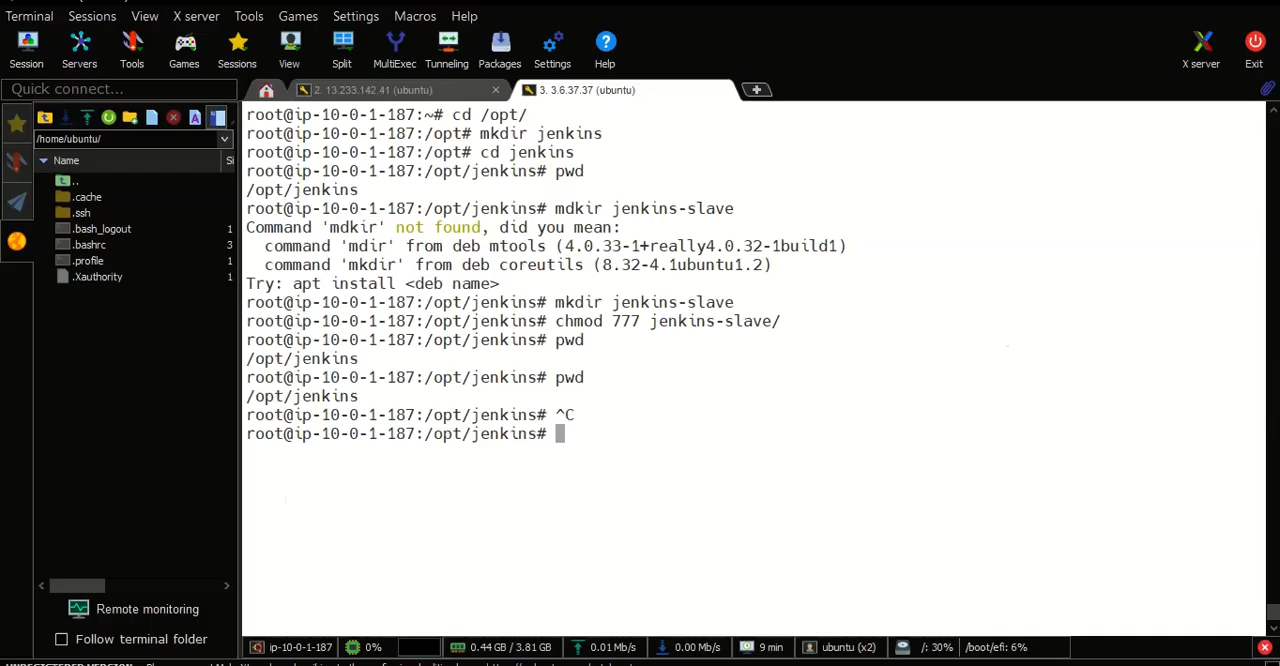 Terminal Sessions View X server Tools Games Settings Macros Help
Session Servers Tools Games Sessions View Split MultiExec Tunneling Packages Settings Help X server Exit
Quick connect...
2. 13.233.142.41 (ubuntu)
3. 3.6.37.37 (ubuntu)
/home/ubuntu/
Name Si
..
.cache
.ssh
.bash_logout 1
.bashrc 3
.profile 1
.Xauthority 1
root@ip-10-0-1-187:~# cd /opt/
root@ip-10-0-1-187:/opt# mkdir jenkins
root@ip-10-0-1-187:/opt# cd jenkins
root@ip-10-0-1-187:/opt/jenkins# pwd
/opt/jenkins
root@ip-10-0-1-187:/opt/jenkins# mdkir jenkins-slave
Command 'mdkir' not found, did you mean:
command 'mdir' from deb mtools (4.0.33-1+really4.0.32-1build1)
command 'mkdir' from deb coreutils (8.32-4.1ubuntu1.2)
Try: apt install <deb name>
root@ip-10-0-1-187:/opt/jenkins# mkdir jenkins-slave
root@ip-10-0-1-187:/opt/jenkins# chmod 777 jenkins-slave/
root@ip-10-0-1-187:/opt/jenkins# pwd
/opt/jenkins
root@ip-10-0-1-187:/opt/jenkins# pwd
/opt/jenkins
root@ip-10-0-1-187:/opt/jenkins# ^C
root@ip-10-0-1-187:/opt/jenkins#
Remote monitoring
Follow terminal folder
ip-10-0-1-187 0% 0.44 GB / 3.81 GB 0.01 Mb/s 0.00 Mb/s 9 min ubuntu (x2) /: 30% /boot/efi: 6%